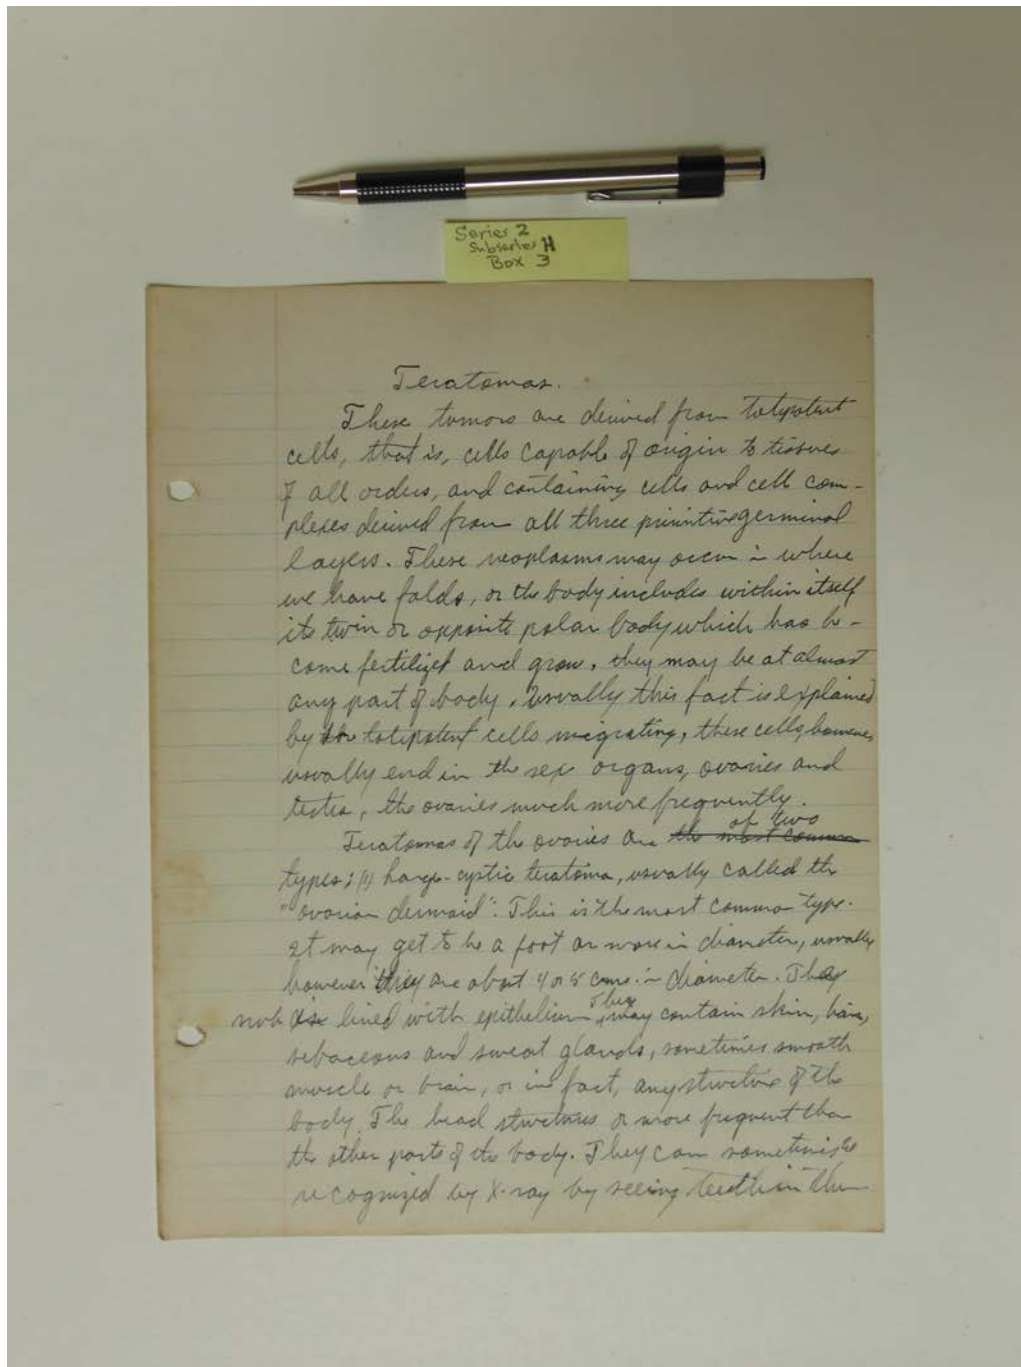 Series 2
Subseries H
Box 3
Teratomas.
These tumors are derived from totipotent
cells, that is, cells capable of origin to tissues
of all orders, and containing cells and cell com-
plexes derived from all three primitive germinal
layers. These neoplasms may occur in where
we have folds, or the body includes within itself
its twin or opposite polar body which has be-
come fertilized and grow. they may be at almost
any part of body. Usually this fact is explained
by the totipotent cells migrating, these cells, however
usually end in the sex organs, ovaries and
testes, the ovaries much more frequently.
Teratomas of the ovaries are the most common of two
types; (1) large-cystic teratoma, usually called the
"ovarian dermoid". This is the most common type.
It may get to be a foot or more in diameter, usually
however they are about 4 or 5 cms. in diameter. They
lined with epithelium They may contain skin, hair,
sebaceous and sweat glands, sometimes smooth
muscle or brain, or in fact, any structure of the
body. The head structures or more frequent than
the other parts of the body. They can sometimes be
recognized by X-ray by seeing teeth in them